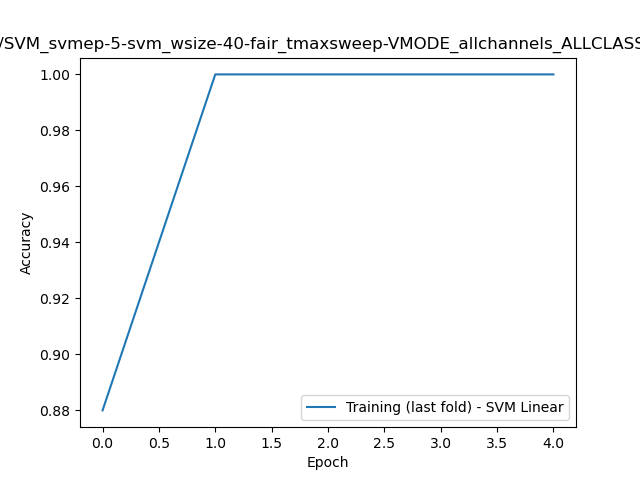 /SVM_svmep-5-svm_wsize-40-fair_tmaxsweep-VMODE_allchannels_ALLCLASS
1.00
0.98
0.96
0.94
0.92
0.90
0.88
Accuracy
0.0 0.5 1.0 1.5 2.0 2.5 3.0 3.5 4.0
Epoch
Training (last fold) - SVM Linear